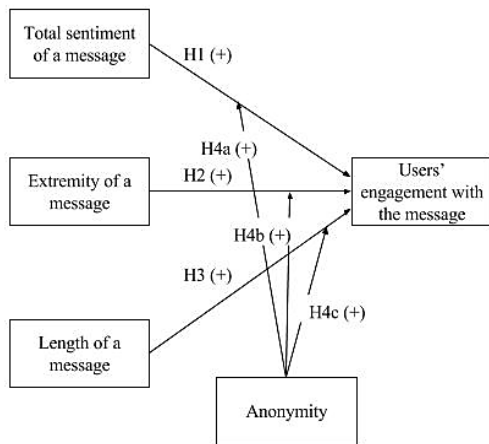 Total sentiment
of a message
H1 (+)
H4a (+)
Extremity of a
message
H2 (+)
Users'
engagement with
the message
H4b (+)
H3 (+)
H4c (+)
Length of a
message
Anonymity